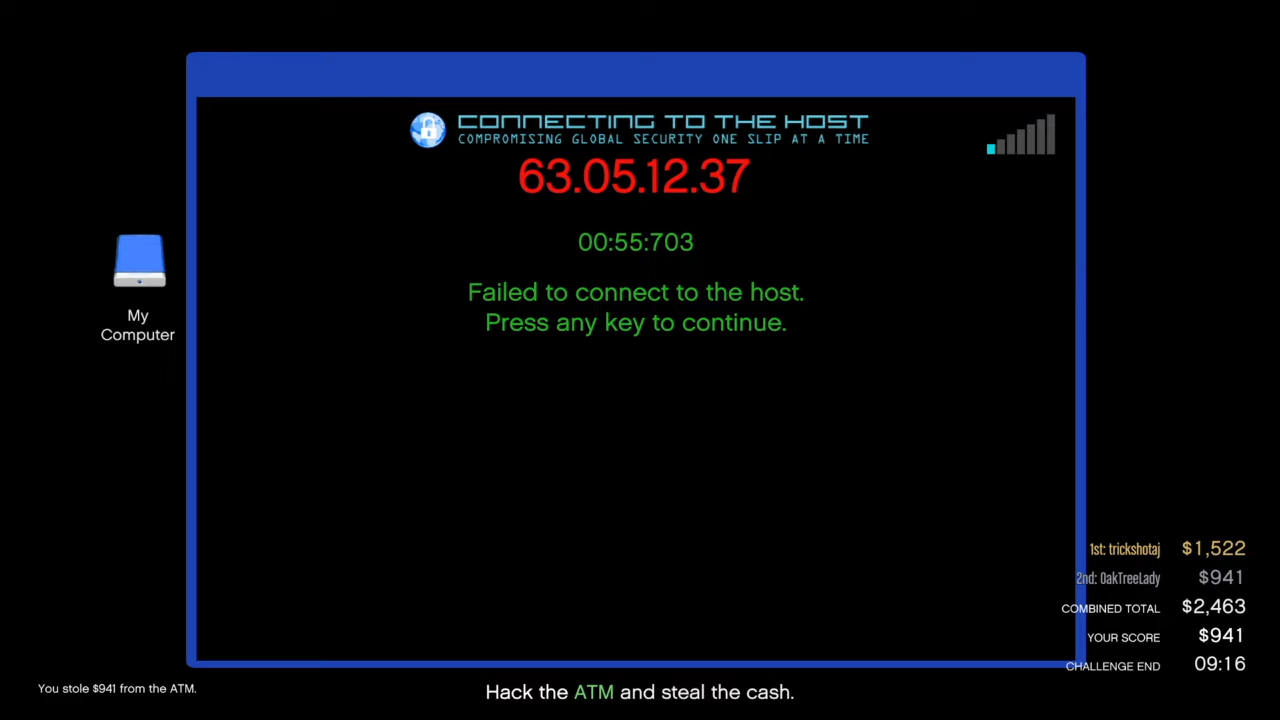 CONNECTING TO THE HOST
COMPROMISING GLOBAL SECURITY ONE SLIP AT A TIME
63.05.12.37
00:55:703
Failed to connect to the host.
Press any key to continue.
My
Computer
1st: trickshotaj $1,522
2nd: OakTreeLady $941
COMBINED TOTAL $2,463
YOUR SCORE $941
CHALLENGE END 09:16
You stole $941 from the ATM.
Hack the ATM and steal the cash.